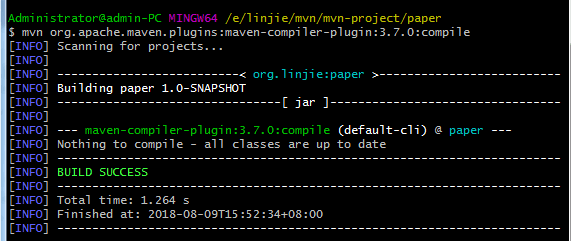 Administrator@admin-PC MINGW64 /e/linjie/mvn/mvn-project/paper
$ mvn org.apache.maven.plugins:maven-compiler-plugin:3.7.0:compile
[INFO] Scanning for projects...
[INFO]
[INFO] --------------------------< org.linjie:paper >--------------------------
[INFO] Building paper 1.0-SNAPSHOT
[INFO] --------------------------------[ jar ]---------------------------------
[INFO]
[INFO] --- maven-compiler-plugin:3.7.0:compile (default-cli) @ paper ---
[INFO] Nothing to compile - all classes are up to date
[INFO] ------------------------------------------------------------------------
[INFO] BUILD SUCCESS
[INFO] ------------------------------------------------------------------------
[INFO] Total time: 1.264 s
[INFO] Finished at: 2018-08-09T15:52:34+08:00
[INFO] ------------------------------------------------------------------------